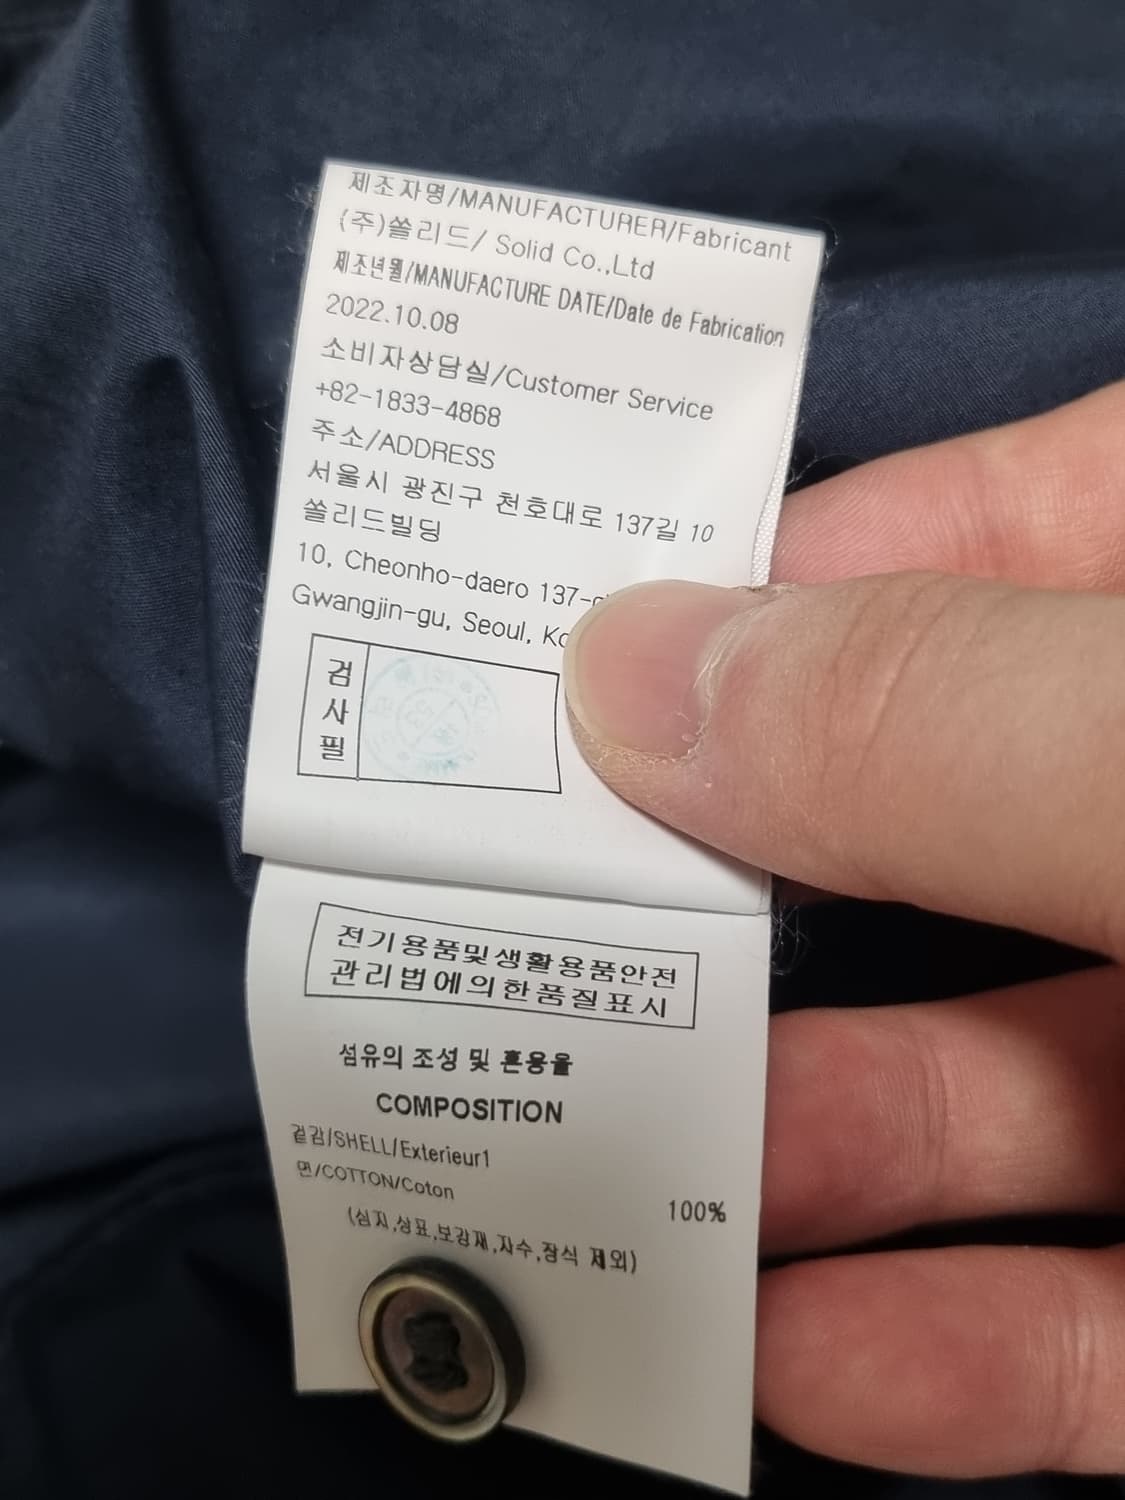 제조자명/MANUFACTURER/Fabricant
(주)쏠리드/ Solid Co.,Ltd
제조년월/MANUFACTURE DATE/Date de Fabrication
2022.10.08
소비자상담실/Customer Service
+82-1833-4868
주소/ADDRESS
서울시 광진구 천호대로 137길 10
쏠리드빌딩
10, Cheonho-daero 137-
Gwangjin-gu, Seoul,
검
사
필
전기용품및생활용품안전
관리법에의한품질표시
섬유의 조성 및 혼용율
COMPOSITION
겉감/SHELL/Exterieur1
면/COTTON/Coton
100%
(심지,상표,보강재,자수,장식 제외)